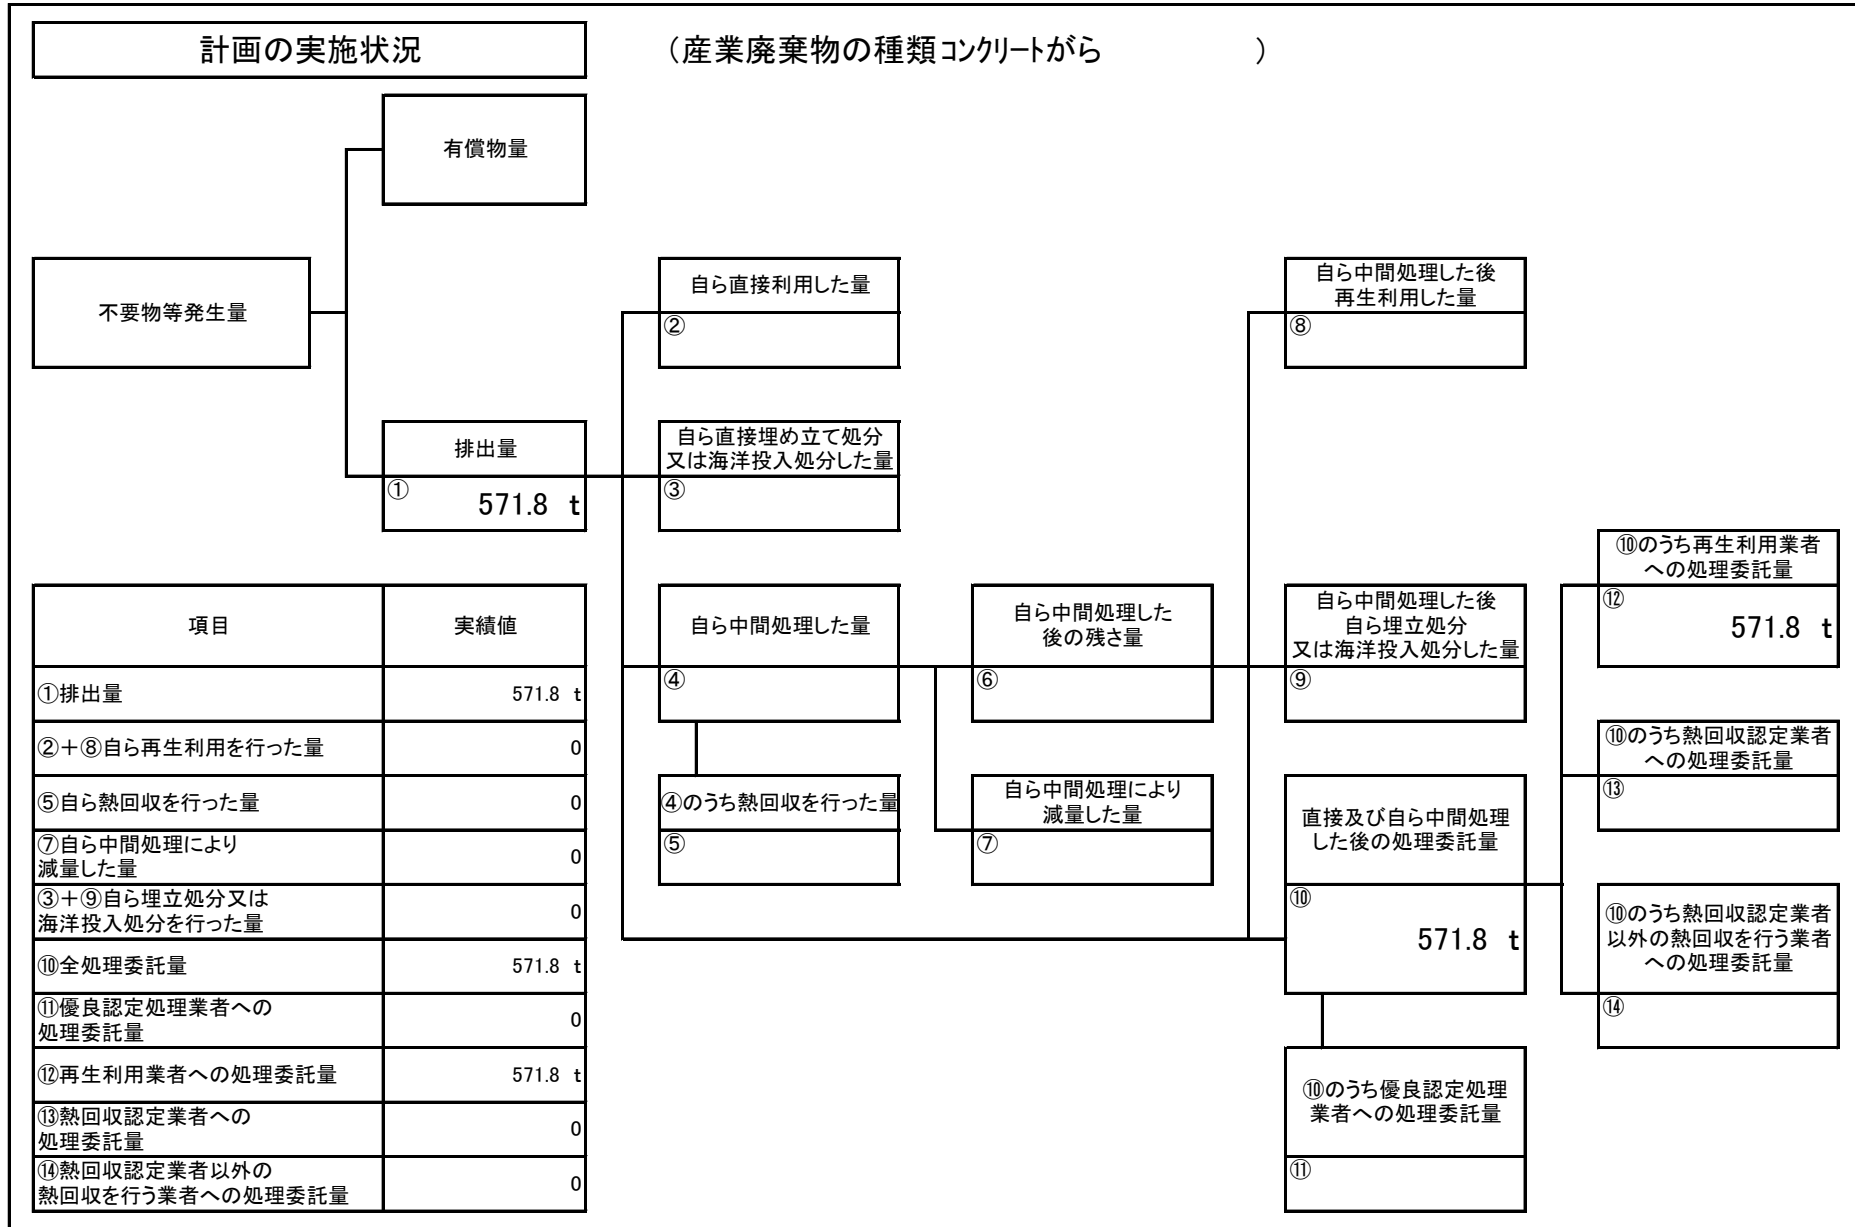 計画の実施状況
（産業廃棄物の種類コンクリートがら　　　　　）
有償物量
不要物等発生量
自ら直接利用した量
②
自ら中間処理した後
再生利用した量
⑧
排出量
①
571.8 t
自ら直接埋め立て処分
又は海洋投入処分した量
③
⑩のうち再生利用業者
への処理委託量
⑫
571.8 t
自ら中間処理した量
④
自ら中間処理した
後の残さ量
⑥
自ら中間処理した後
自ら埋立処分
又は海洋投入処分した量
⑨
⑩のうち熱回収認定業者
への処理委託量
⑬
④のうち熱回収を行った量
⑤
自ら中間処理により
減量した量
⑦
直接及び自ら中間処理
した後の処理委託量
⑩
571.8 t
⑩のうち熱回収認定業者
以外の熱回収を行う業者
への処理委託量
⑭
⑩のうち優良認定処理
業者への処理委託量
⑪
項目 実績値
①排出量 571.8 t
②＋⑧自ら再生利用を行った量 0
⑤自ら熱回収を行った量 0
⑦自ら中間処理により
減量した量 0
③＋⑨自ら埋立処分又は
海洋投入処分を行った量 0
⑩全処理委託量 571.8 t
⑪優良認定処理業者への
処理委託量 0
⑫再生利用業者への処理委託量 571.8 t
⑬熱回収認定業者への
処理委託量 0
⑭熱回収認定業者以外の
熱回収を行う業者への処理委託量 0